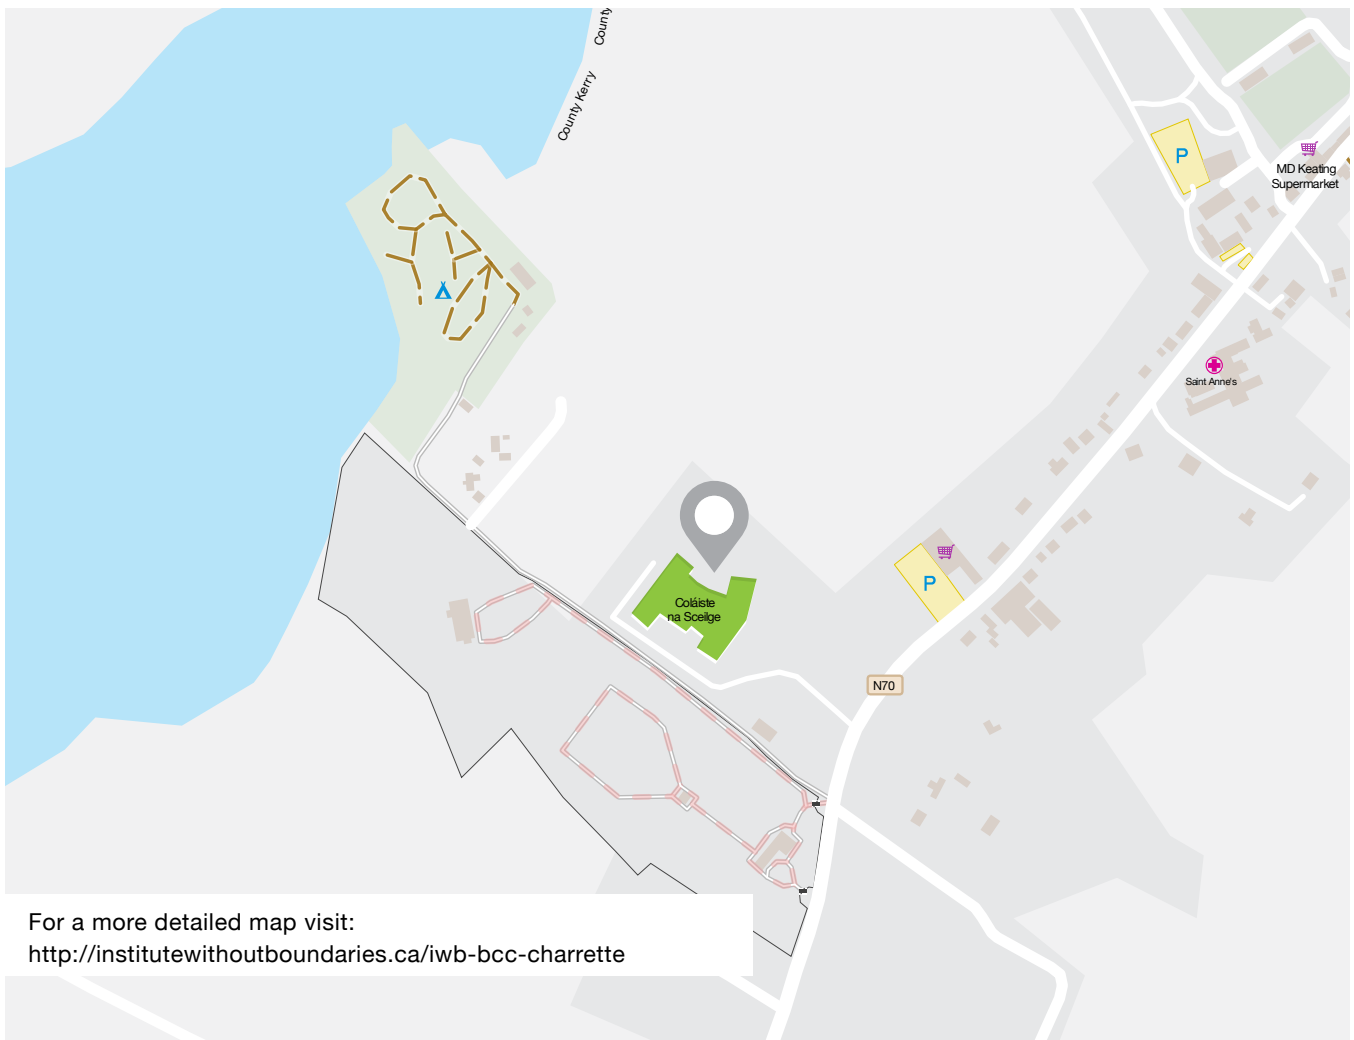 County
County Kerry
P
MD Keating
Supermarket
Saint Anne's
Coláiste
na Sceilge
P
N70
For a more detailed map visit:
http://institutewithoutboundaries.ca/iwb-bcc-charrette